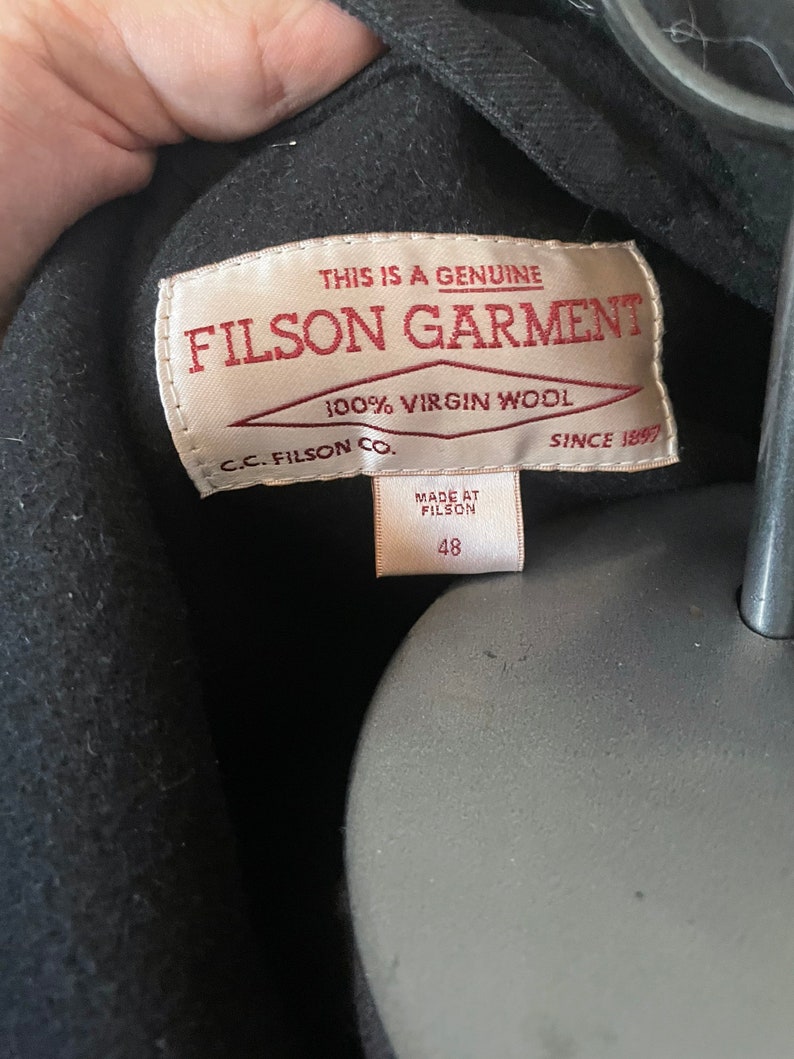 THIS IS A GENUINE
FILSON GARMENT
100% VIRGIN WOOL
C.C. FILSON CO.
SINCE 1897
MADE AT
FILSON
48